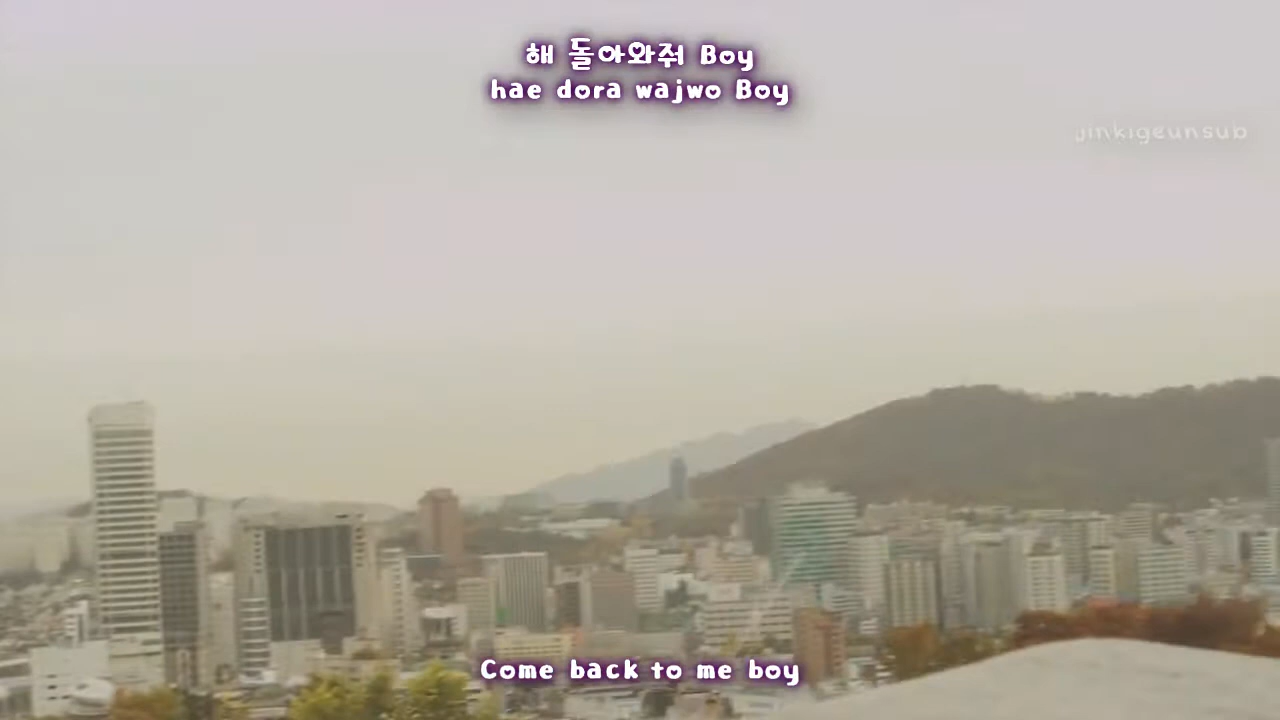 해 돌아와줘 Boy
hae dora wajwo Boy
jinkigeunsub
Come back to me boy